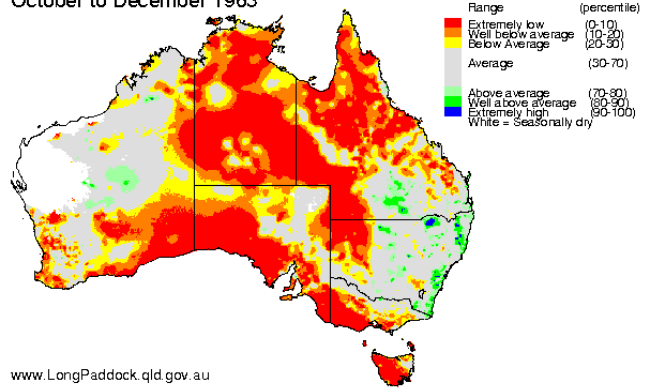 October to December 1963
Range (percentile)
Extremely low (0-10)
Well below average (10-20)
Below Average (20-30)
Average (30-70)
Above average (70-80)
Well above average (80-90)
Extremely high (90-100)
White = Seasonally dry
www.LongPaddock.qld.gov.au